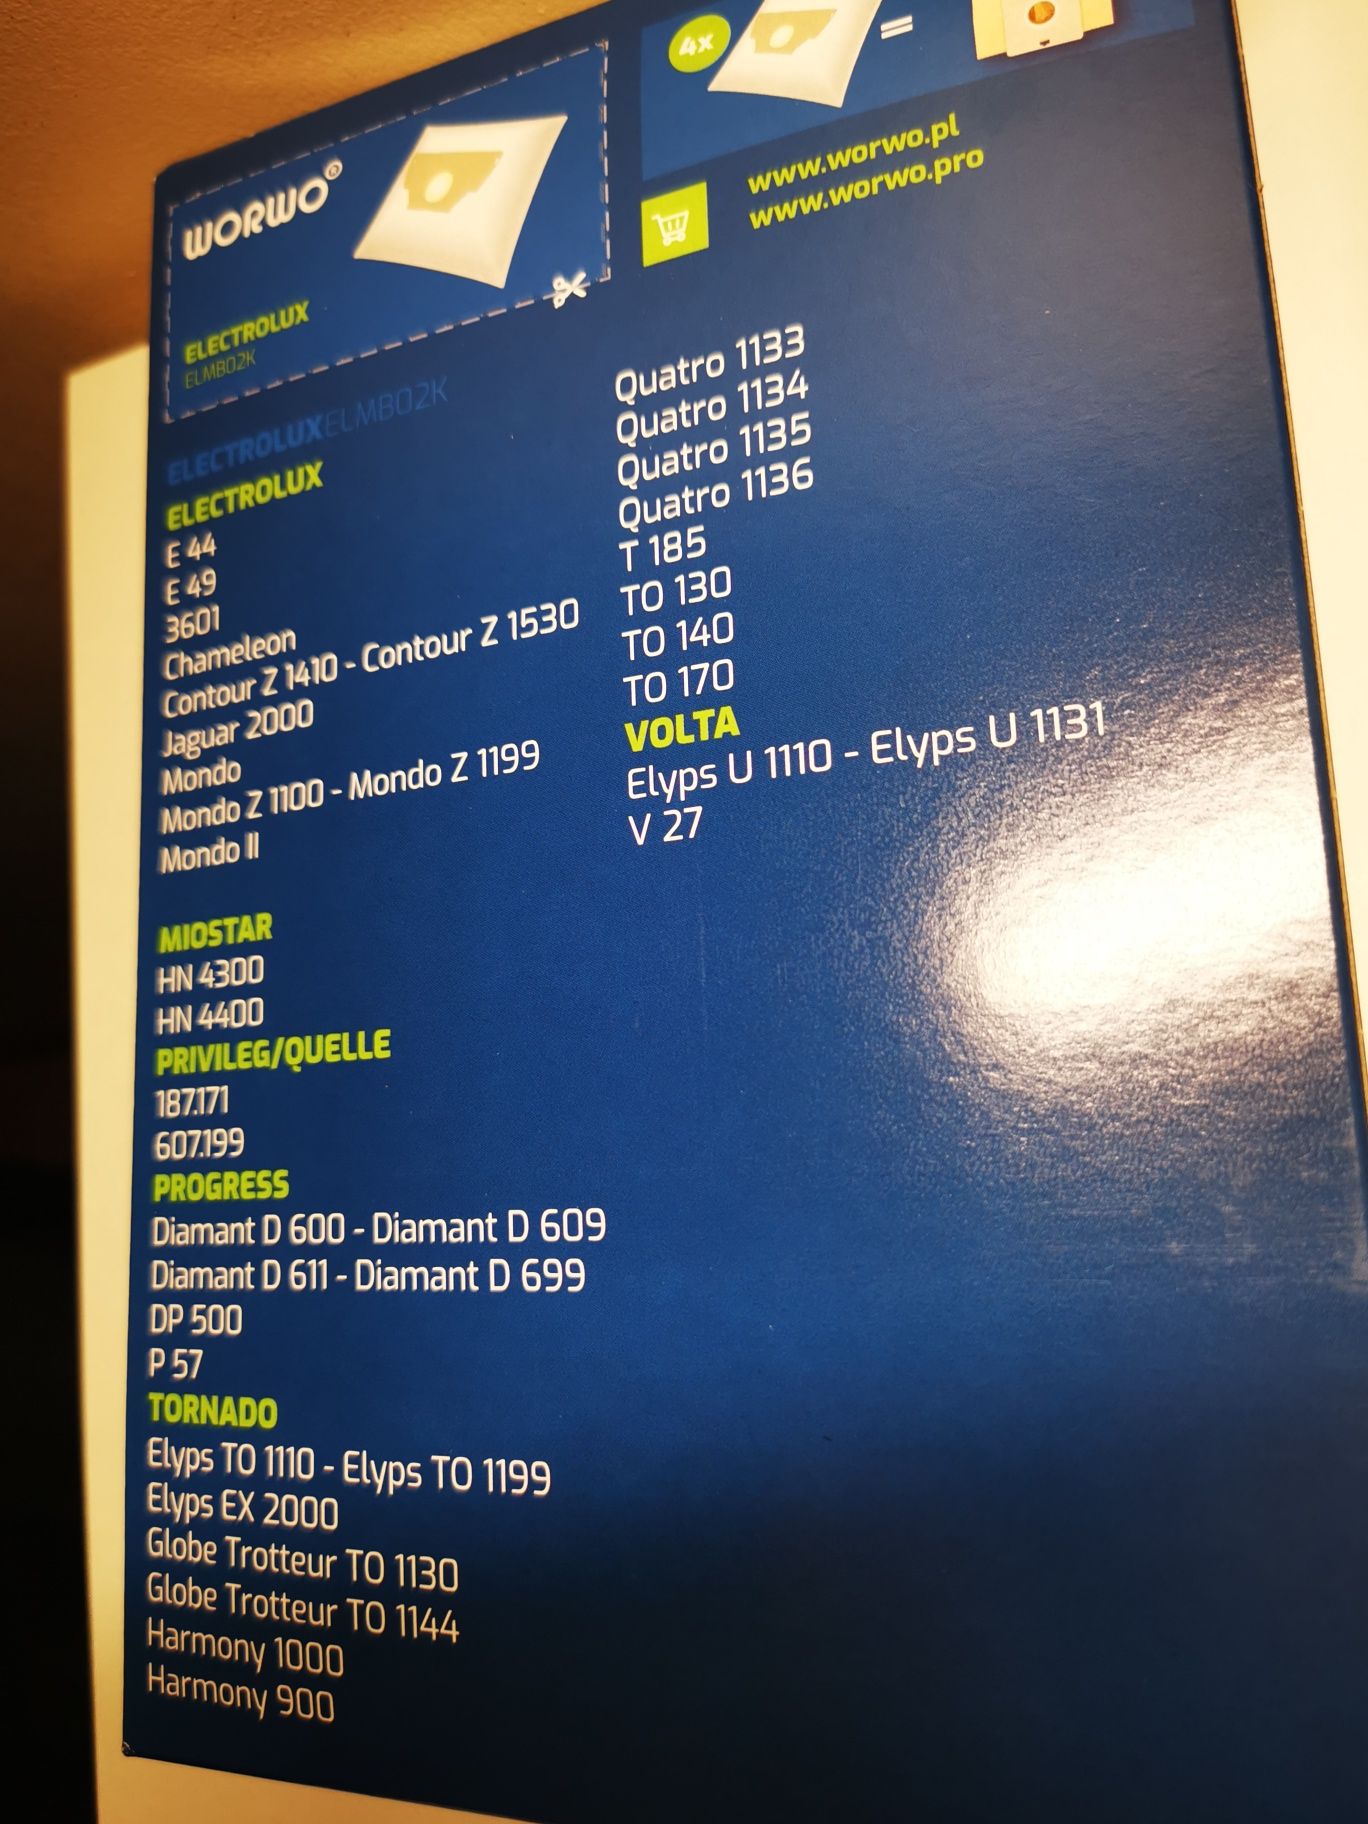 WORWO®
ELECTROLUX
ELMB02K
4x
=
www.worwo.pl
www.worwo.pro
ELECTROLUXELMB02K
ELECTROLUX
E 44
E 49
3601
Chameleon
Contour Z 1410 - Contour Z 1530
Jaguar 2000
Mondo
Mondo Z 1100 - Mondo Z 1199
Mondo II
MIOSTAR
HN 4300
HN 4400
PRIVILEG/QUELLE
187.171
607.199
PROGRESS
Diamant D 600 - Diamant D 609
Diamant D 611 - Diamant D 699
DP 500
P 57
TORNADO
Elyps TO 1110 - Elyps TO 1199
Elyps EX 2000
Globe Trotteur TO 1130
Globe Trotteur TO 1144
Harmony 1000
Harmony 900
Quatro 1133
Quatro 1134
Quatro 1135
Quatro 1136
T 185
TO 130
TO 140
TO 170
VOLTA
Elyps U 1110 - Elyps U 1131
V 27